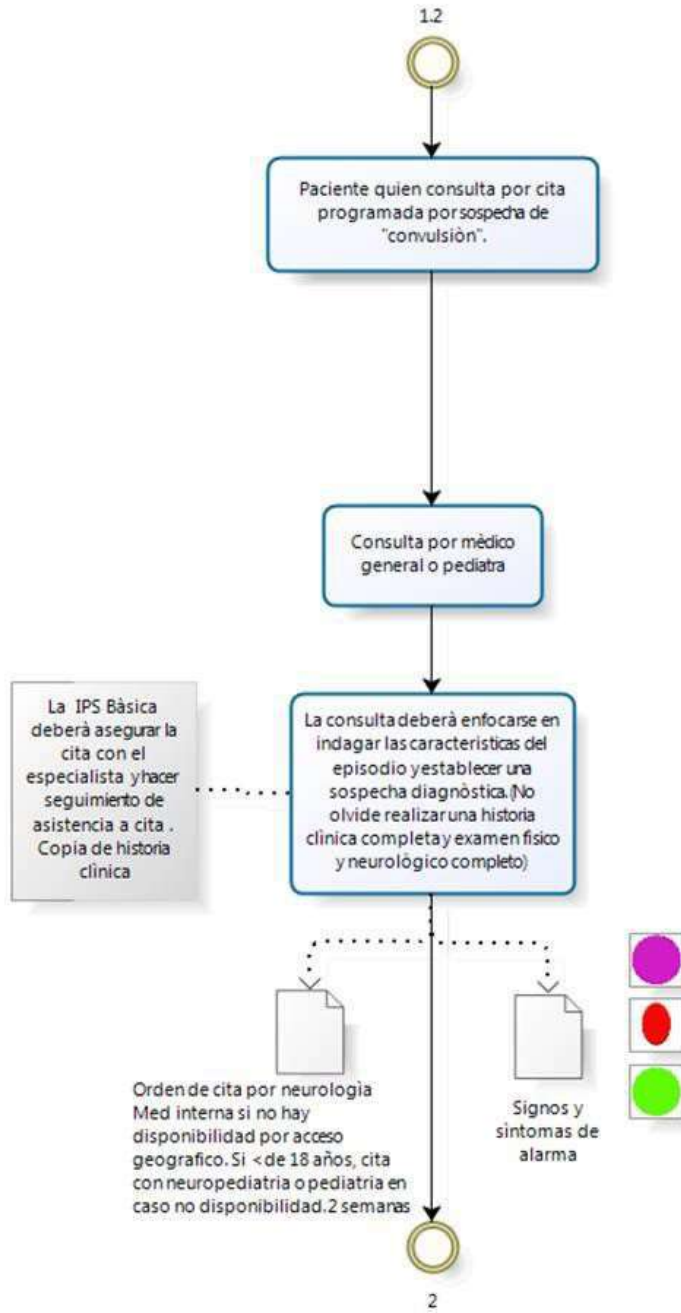 1.2
Paciente quien consulta por cita
programada por sospecha de
"convulsiòn".
Consulta por mèdico
general o pediatra
La IPS Bàsica
deberà asegurar la
cita con el
especialista y hacer
seguimiento de
asistencia a cita .
Copia de historia
clìnica
La consulta deberà enfocarse en
indagar las caracteristicas del
episodio y establecer una
sospecha diagnòstica. (No
olvide realizar una historia
clìnica completa y examen fisico
y neurològico completo)
Orden de cita por neurologìa
Med interna si no hay
disponibilidad por acceso
geografico. Si < de 18 años, cita
con neuropediatria o pediatria en
caso no disponibilidad. 2 semanas
Signos y
sìntomas de
alarma
2